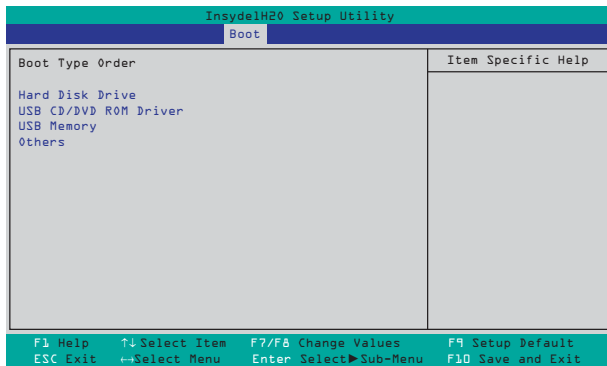 InsydelH20 Setup Utility
Boot
Boot Type Order
Item Specific Help
Hard Disk Drive
USB CD/DVD ROM Driver
USB Memory
Others
F1 Help ↑↓ Select Item F7/F8 Change Values F9 Setup Default
ESC Exit ←→Select Menu Enter Select▶Sub-Menu F10 Save and Exit